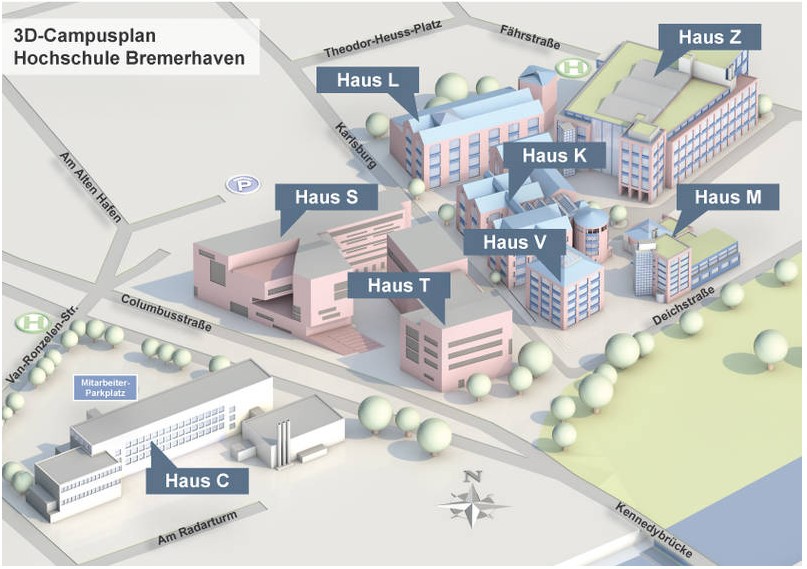 3D-Campusplan
Hochschule Bremerhaven
Theodor-Heuss-Platz
Fährstraße
Haus Z
H
Haus L
Karlsburg
Haus K
Am Alten Hafen
P
Haus S
Haus M
Haus V
Haus T
Columbusstraße
Deichstraße
H
Van-Ronzelen-Str.
Mitarbeiter-
Parkplatz
Haus C
N
Am Radarturm
Kennedybrücke